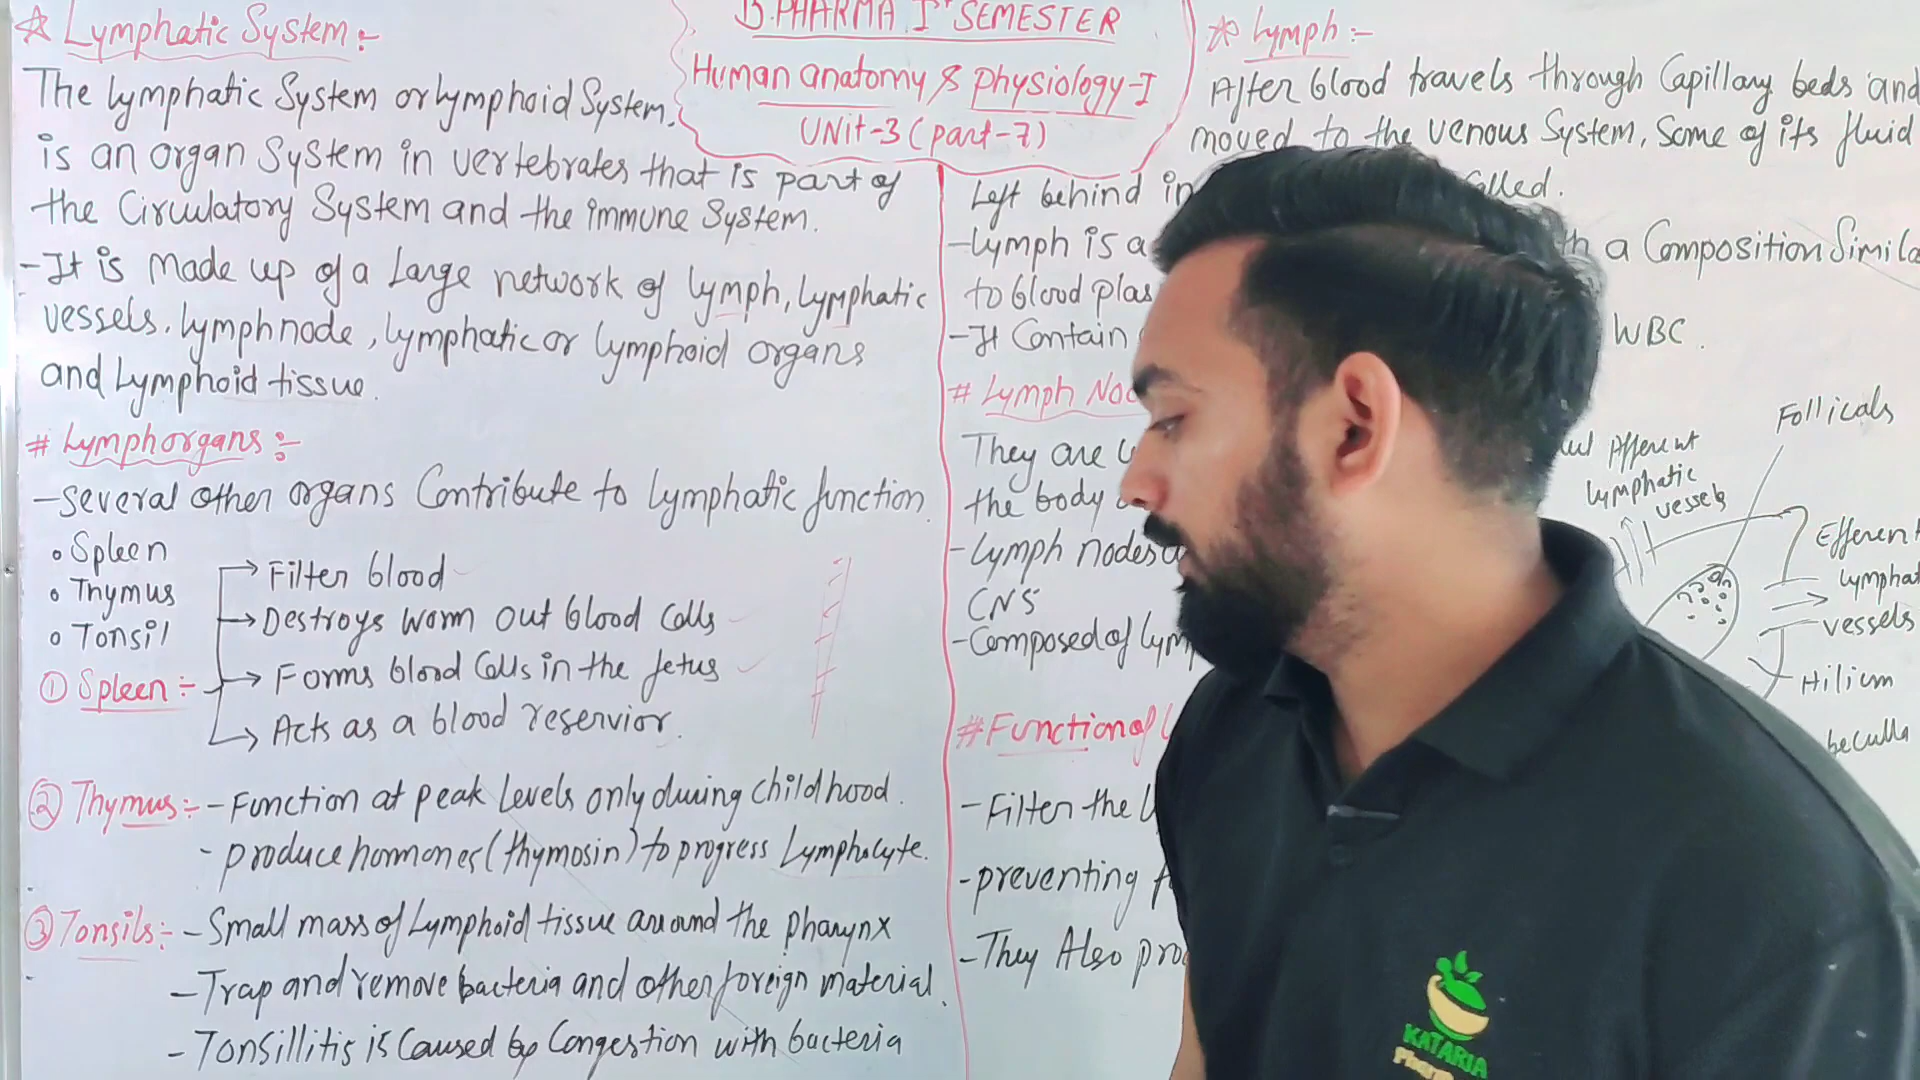 B.PHARMA Ist SEMESTER
Human anatomy & physiology-I
UNit-3 (part-7)
☆ Lymphatic System:-
The lymphatic System or lymphoid System.
is an organ System in vertebrates that is part of
the Circulatory System and the immune System.
-It is made up of a Large network of lymph, lymphatic
vessels, lymph node, lymphatic or lymphoid organs
and Lymphoid tissue.
# Lymph organs:-
-Several other organs Contribute to lymphatic function.
• Spleen
• Thymus
• Tonsil
① Spleen:-
→ Filter blood
→ Destroys worn out blood Cells
→ Forms blood Cells in the fetus
→ Acts as a blood reservior.
② Thymus:- - Function at peak Levels only during childhood.
- produce hormones (thymosin) to progress Lymphocyte.
③ Tonsils:- - Small mass of Lymphoid tissue around the pharynx
- Trap and remove bacteria and other foreign material.
- Tonsillitis is Caused by Congestion with bacteria
☆ Lymph:-
After blood travels through Capillary beds and
moved to the venous System, Some of its fluid
Left behind in
-lymph is a
a Composition Simila
to blood plas
-It Contain
WBC.
# Lymph Nod
They are
the body
-Lymph nodes
CNS
-Composed of lym
#Function of
-Filter the
-preventing
-They Also pro
Follicals
Afferent
lymphatic
vessels
Efferent
lymphat
vessels
Hilium
beculla
KATARIA
Pharm